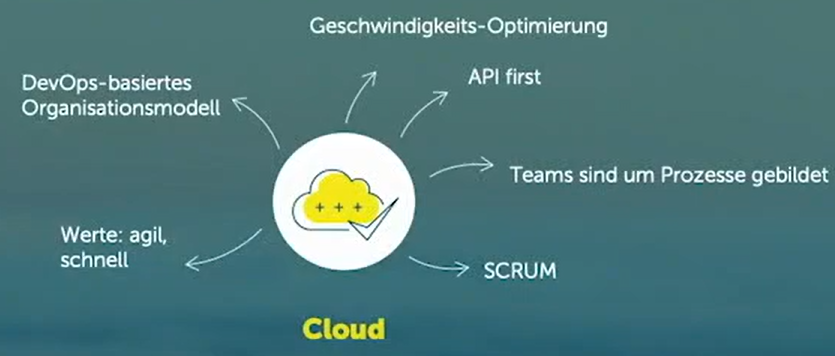 Geschwindigkeits-Optimierung
API first
DevOps-basiertes
Organisationsmodell
Teams sind um Prozesse gebildet
Werte: agil,
schnell
SCRUM
+ + +
Cloud